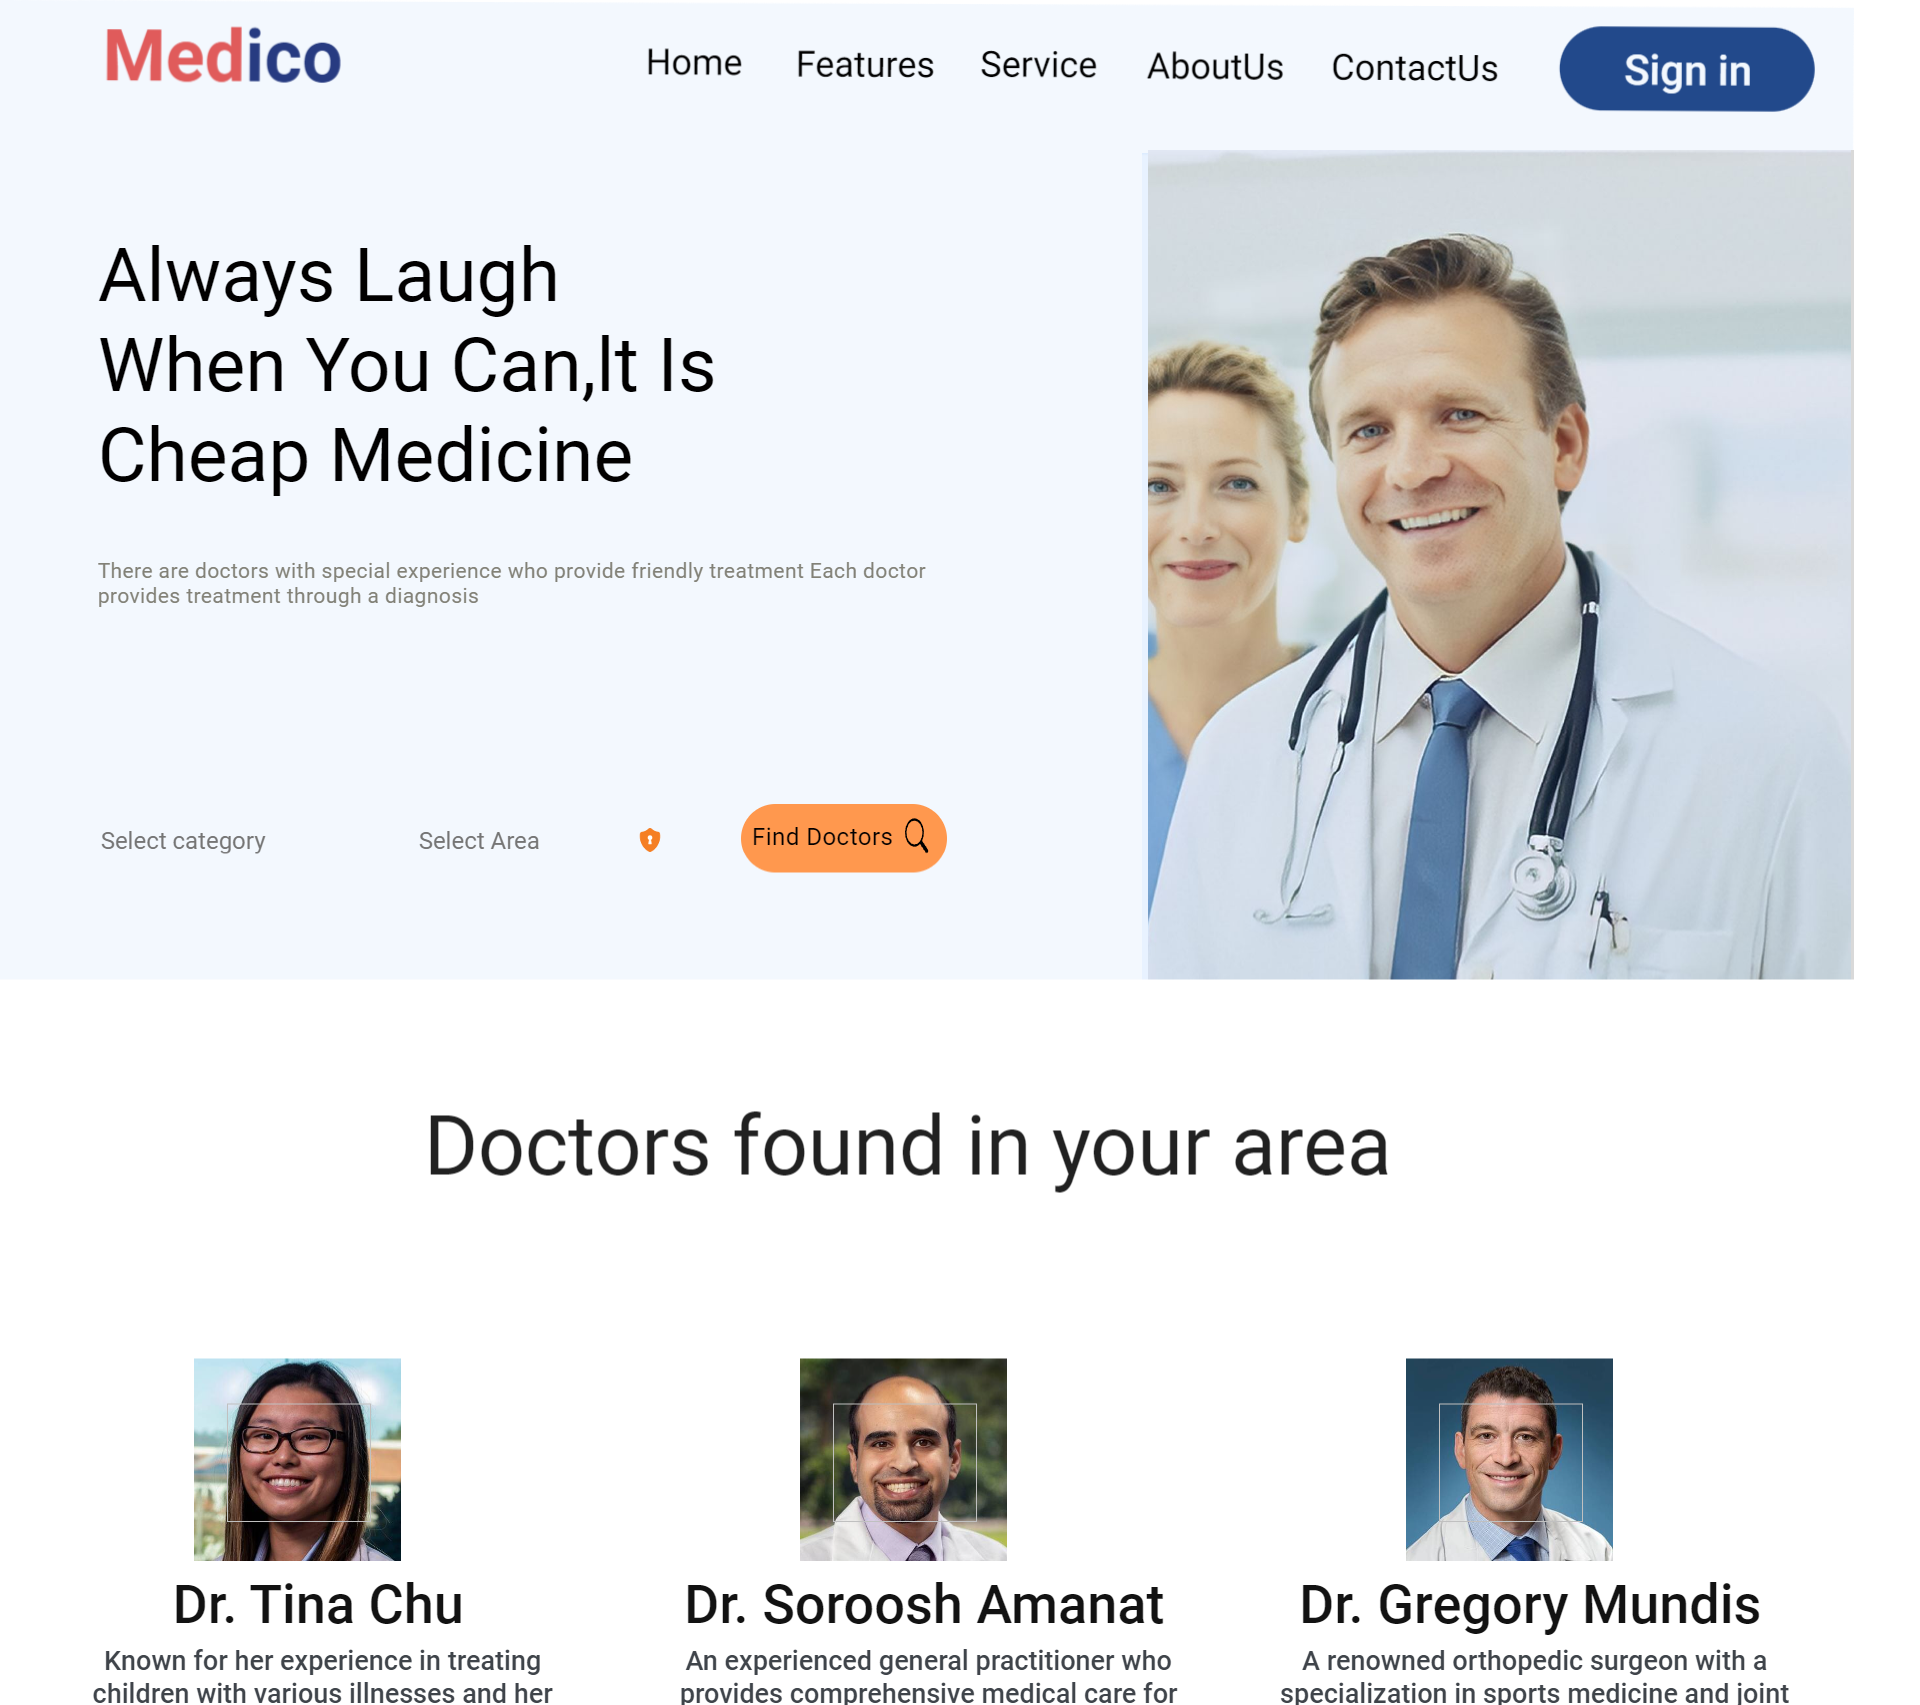 Medico
Home Features Service AboutUs ContactUs Sign in
Always Laugh
When You Can,It Is
Cheap Medicine
There are doctors with special experience who provide friendly treatment Each doctor
provides treatment through a diagnosis
Select category Select Area Find Doctors
Doctors found in your area
Dr. Tina Chu
Known for her experience in treating
children with various illnesses and her
Dr. Soroosh Amanat
An experienced general practitioner who
provides comprehensive medical care for
Dr. Gregory Mundis
A renowned orthopedic surgeon with a
specialization in sports medicine and joint